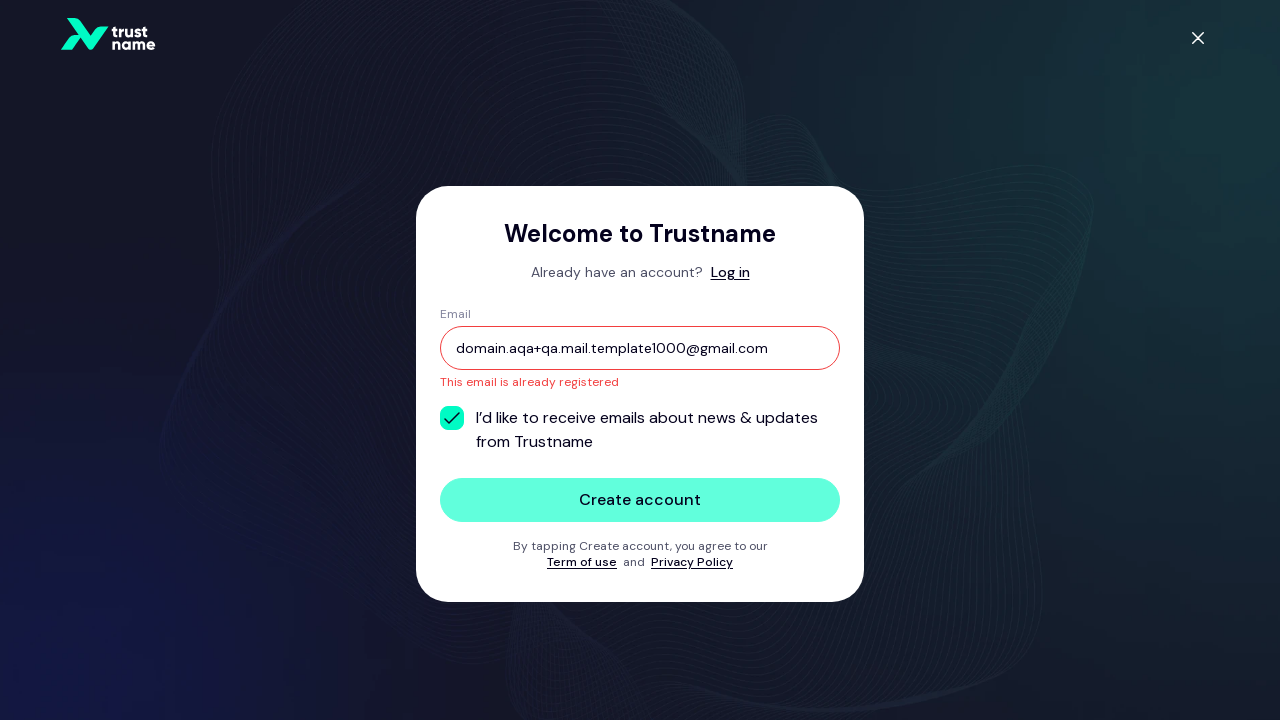 trust
name
Welcome to Trustname
Already have an account? Log in
Email
domain.aqa+qa.mail.template1000@gmail.com
This email is already registered
I’d like to receive emails about news & updates
from Trustname
Create account
By tapping Create account, you agree to our
Term of use and Privacy Policy